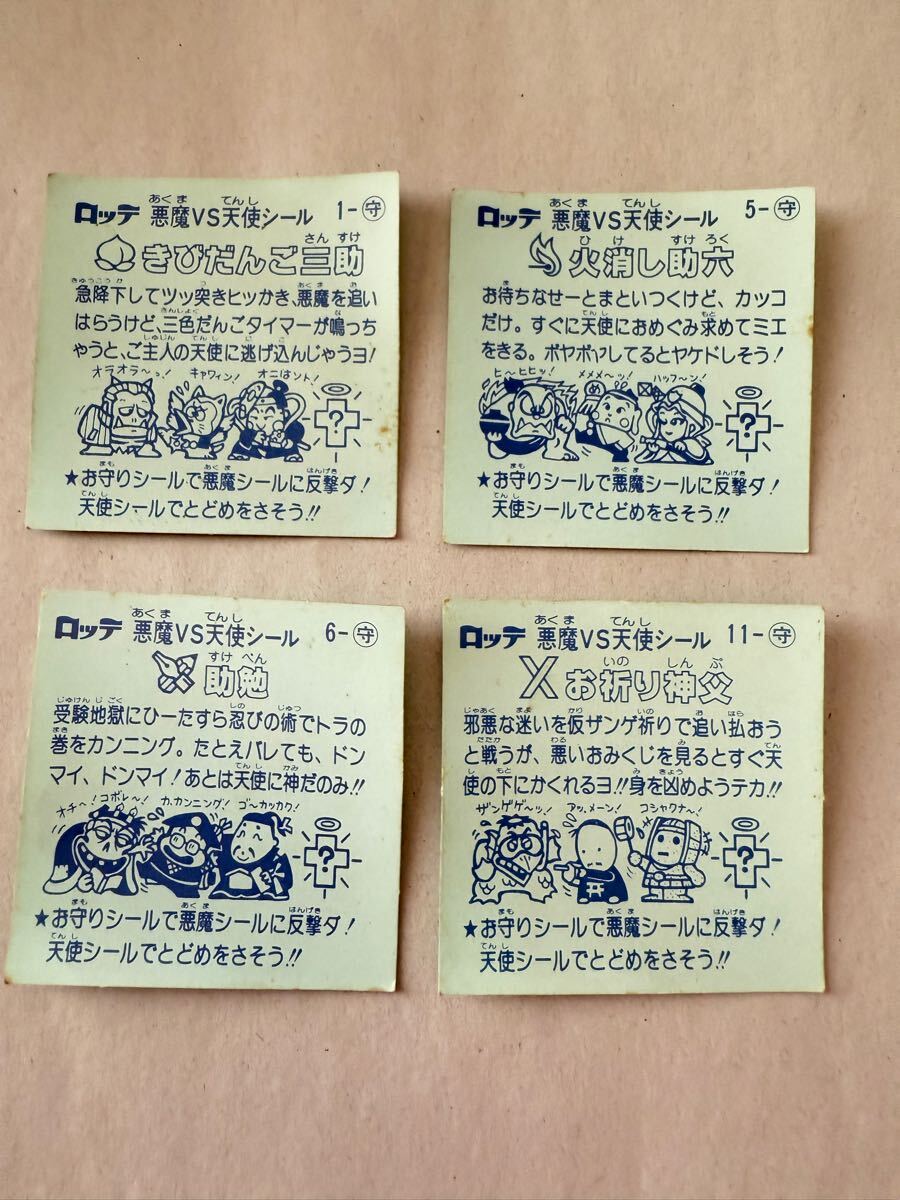 ロッテ 悪魔VS天使シール 1-守
きびだんご三助
急降下してツッ突きヒッかき、悪魔を追い
はらうけど、三色だんごタイマーが鳴っち
ゃうと、ご主人の天使に逃げ込んじゃうヨ!
オラオラ〜っ! キャワィン! オニはソト!
?
★お守りシールで悪魔シールに反撃ダ!
天使シールでとどめをさそう!!
ロッテ 悪魔VS天使シール 5-守
火消し助六
お待ちなせーとまといつくけど、カッコ
だけ。すぐに天使におめぐみ求めてミエ
をきる。ボヤボヤしてるとヤケドしそう!
ヒ〜ヒヒッ! メメメ〜ッ! ハッフ〜ン!
?
★お守りシールで悪魔シールに反撃ダ!
天使シールでとどめをさそう!!
ロッテ 悪魔VS天使シール 6-守
助勉
受験地獄にひーたすら忍びの術でトラの
巻をカンニング。たとえバレても、ドン
マイ、ドンマイ!あとは天使に神だのみ!!
オチ〜!コボレ〜! カ、カンニング! ゴ〜カッカク!
?
★お守りシールで悪魔シールに反撃ダ!
天使シールでとどめをさそう!!
ロッテ 悪魔VS天使シール 11-守
お祈り神父
邪悪な迷いを仮ザンゲ祈りで追い払おう
と戦うが、悪いおみくじを見るとすぐ天
使の下にかくれるヨ!!身を凶めようテカ!!
ザンゲゲ〜ッ! アッ、メーン! コシャクナ〜!
?
★お守りシールで悪魔シールに反撃ダ!
天使シールでとどめをさそう!!